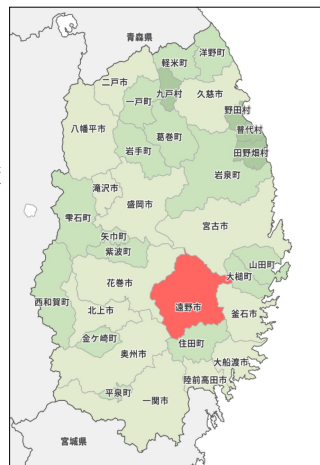 青森県
洋野町
軽米町
二戸市
九戸村
久慈市
一戸町
野田村
八幡平市
葛巻町
普代村
岩手町
田野畑村
岩泉町
滝沢市
盛岡市
雫石町
宮古市
矢巾町
紫波町
山田町
大槌町
花巻市
西和賀町
遠野市
北上市
釜石市
金ケ崎町
住田町
奥州市
大船渡市
陸前高田市
平泉町
一関市
宮城県